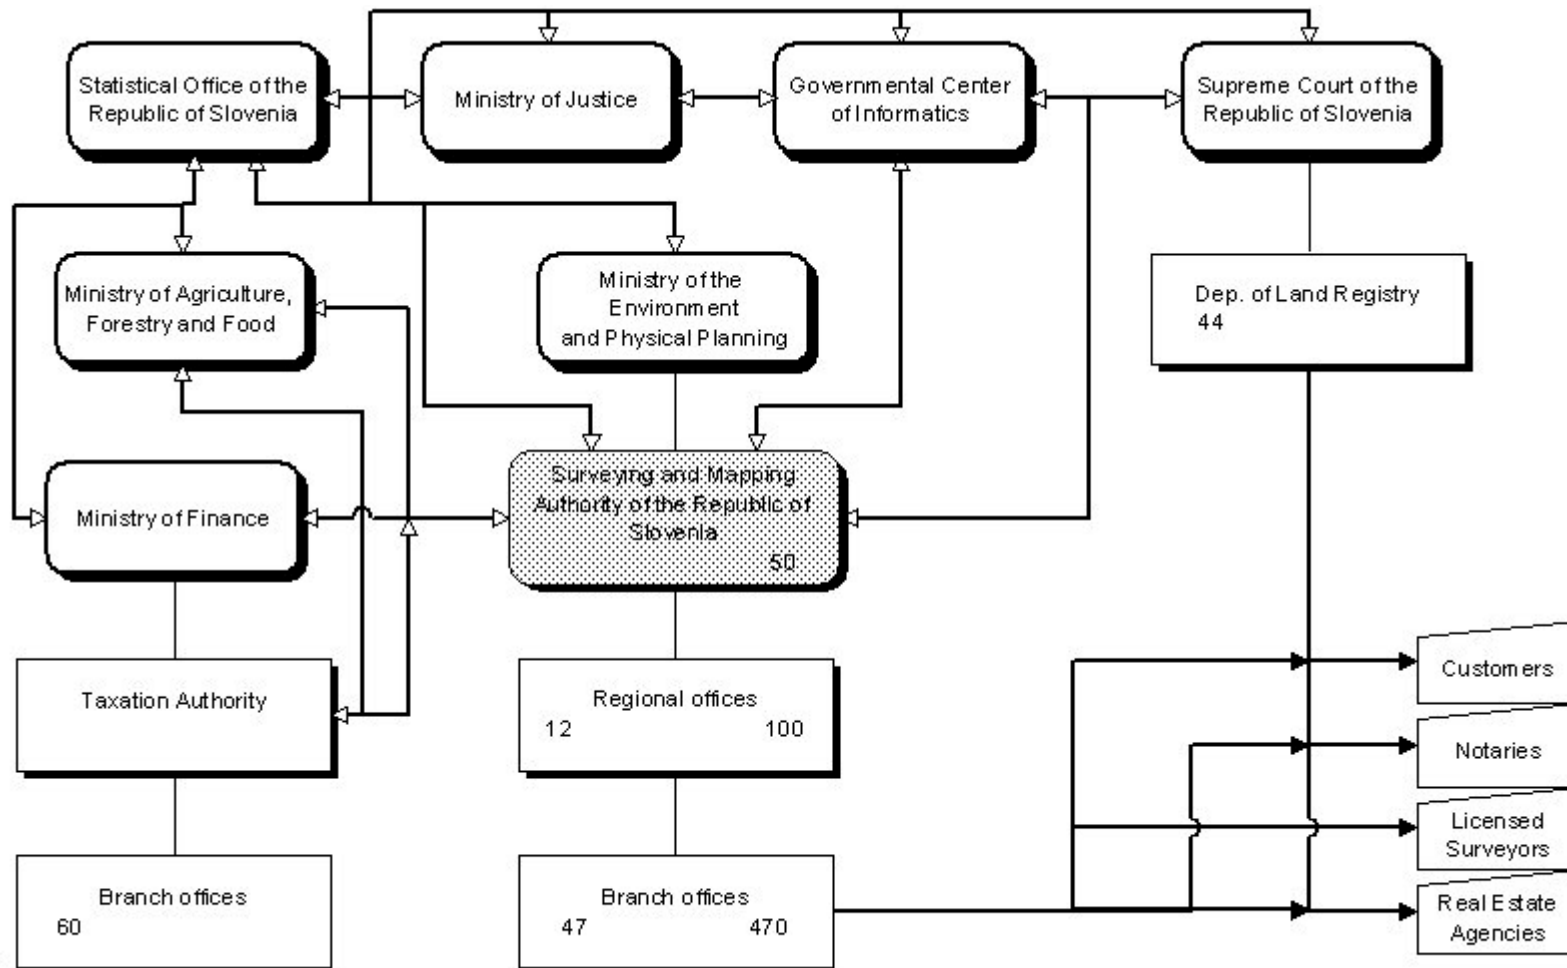 Statistical Office of the
Republic of Slovenia
Ministry of Justice
Governmental Center
of Informatics
Supreme Court of the
Republic of Slovenia
Ministry of Agriculture,
Forestry and Food
Ministry of the
Environment
and Physical Planning
Dep. of Land Registry
44
Ministry of Finance
Surveying and Mapping
Authority of the Republic of
Slovenia
50
Taxation Authority
Regional offices
12 100
Customers
Notaries
Licensed
Surveyors
Real Estate
Agencies
Branch offices
60
Branch offices
47 470